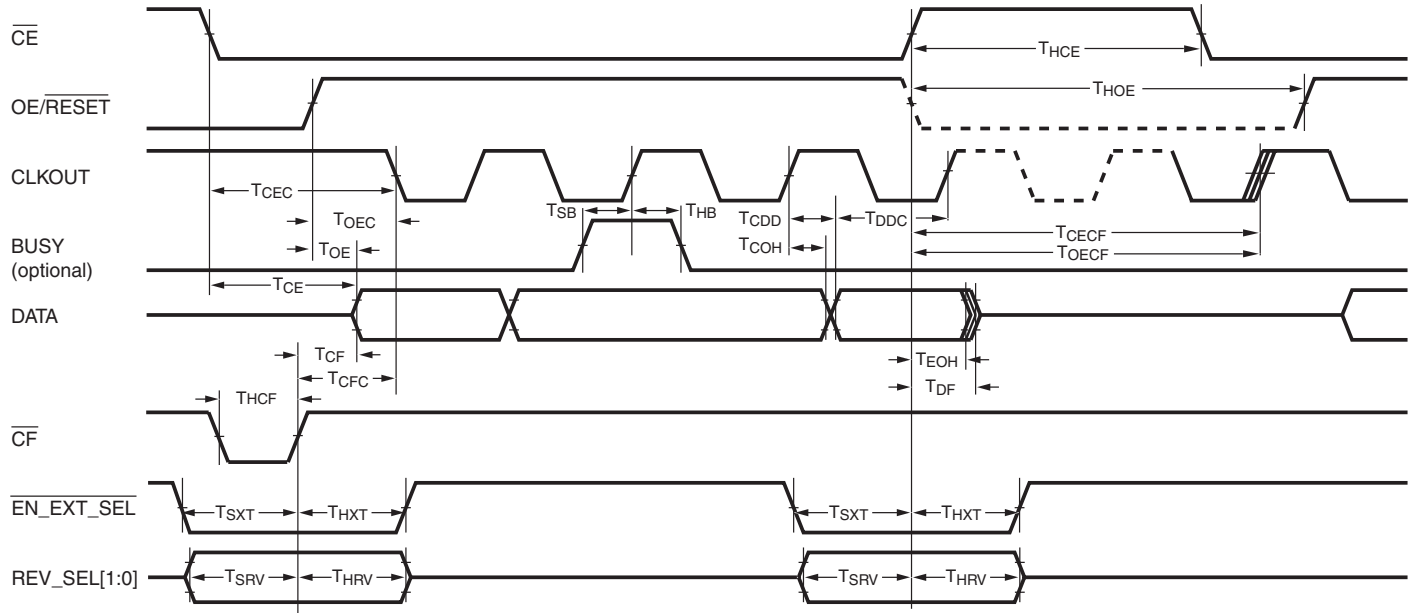 CE
THCE
THOE
OE/RESET
CLKOUT
TCEC
TOEC
TSB
THB
TCDD
TDDC
TCOH
TCECF
TOECF
BUSY
(optional)
TOE
TCE
DATA
TCF
TCFC
TEOH
TDF
THCF
CF
EN_EXT_SEL
TSXT
THXT
TSXT
THXT
REV_SEL[1:0]
TSRV
THRV
TSRV
THRV